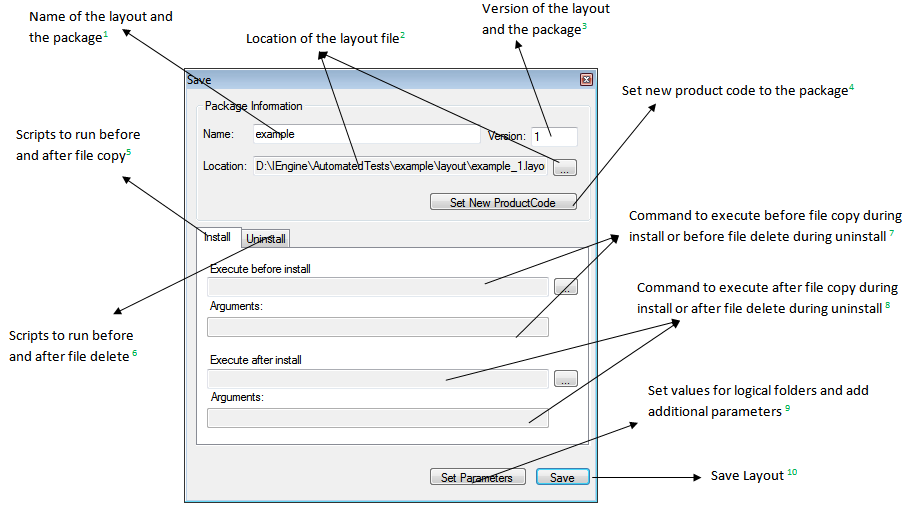 Name of the layout and
the package1
Location of the layout file2
Version of the layout
and the package3
Save
Package Information
Name:
example
Version:
1
Location:
D:\IEngine\AutomatedTests\example\layout\example_1.layo
...
Set New ProductCode
Set new product code to the package4
Scripts to run before
and after file copy5
Install
Uninstall
Execute before install
...
Arguments:
Command to execute before file copy during
install or before file delete during uninstall 7
Command to execute after file copy during
install or after file delete during uninstall 8
Scripts to run before
and after file delete 6
Execute after install
...
Arguments:
Set values for logical folders and add
additional parameters 9
Set Parameters
Save
Save Layout 10